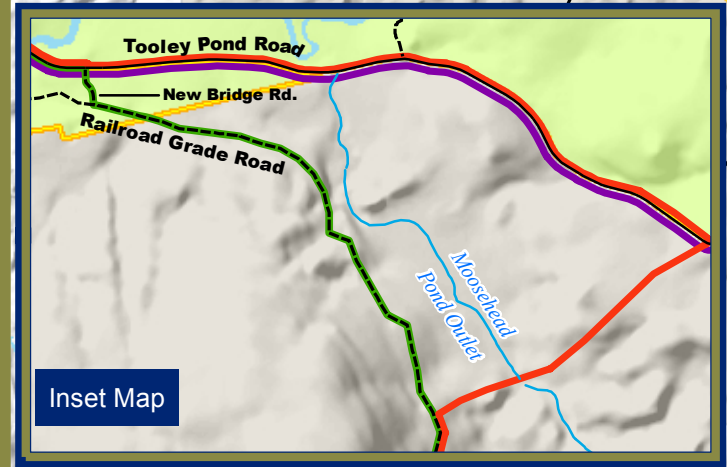 Tooley Pond Road
New Bridge Rd.
Railroad Grade Road
Moosehead
Pond Outlet
Inset Map